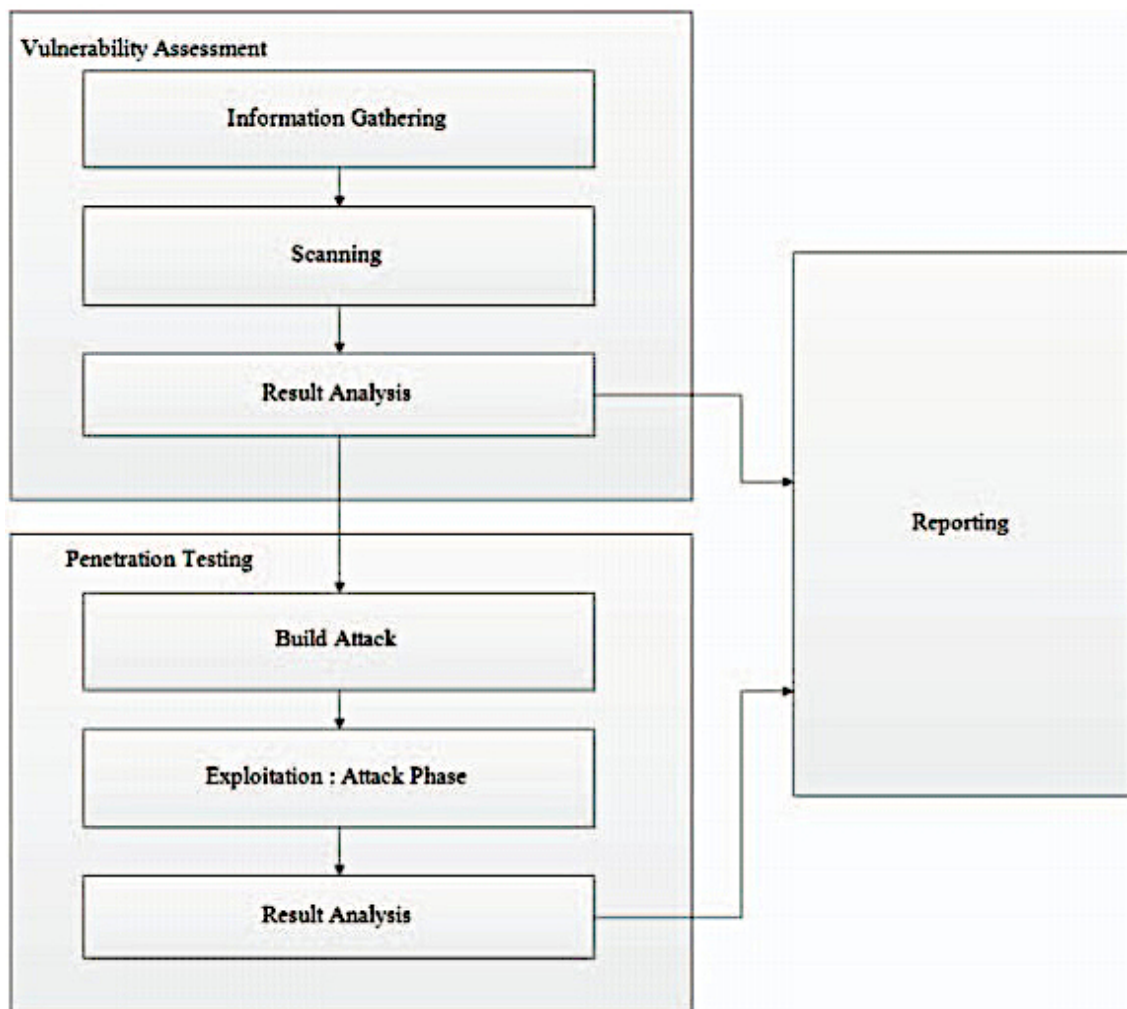 Vulnerability Assessment
Information Gathering
Scanning
Result Analysis
Reporting
Penetration Testing
Build Attack
Exploitation : Attack Phase
Result Analysis